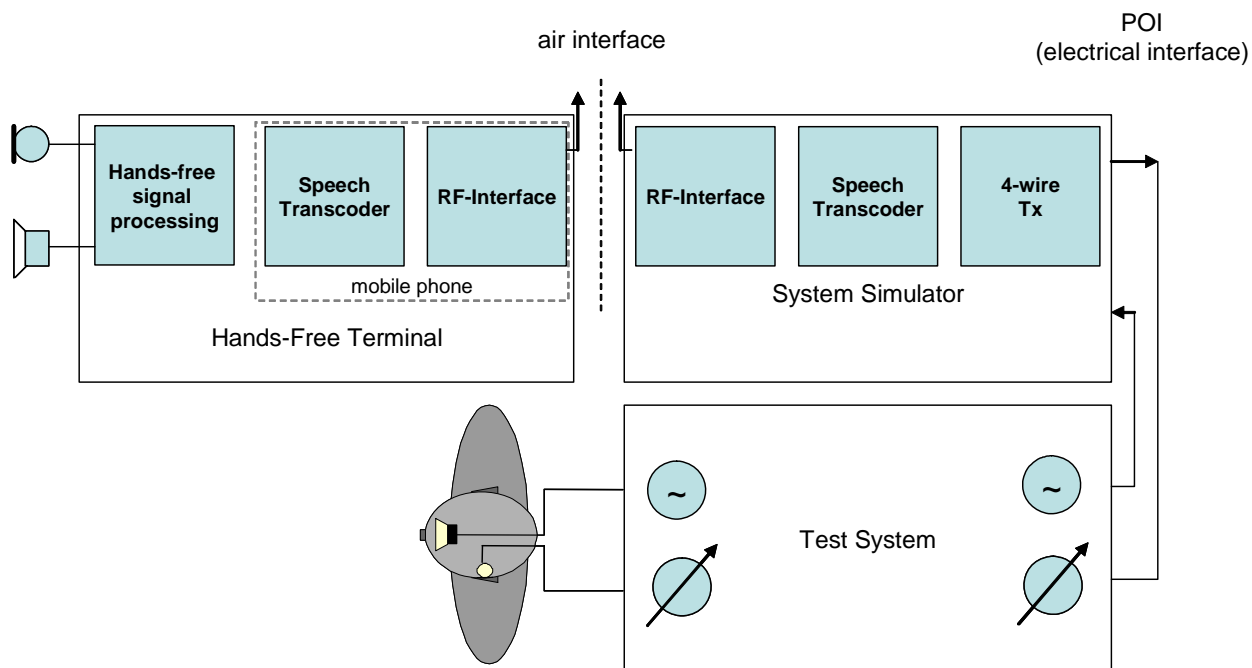 air interface
POI
(electrical interface)
Hands-free
signal
processing
Speech
Transcoder
RF-Interface
mobile phone
Hands-Free Terminal
RF-Interface
Speech
Transcoder
4-wire
Tx
System Simulator
~
~
Test System